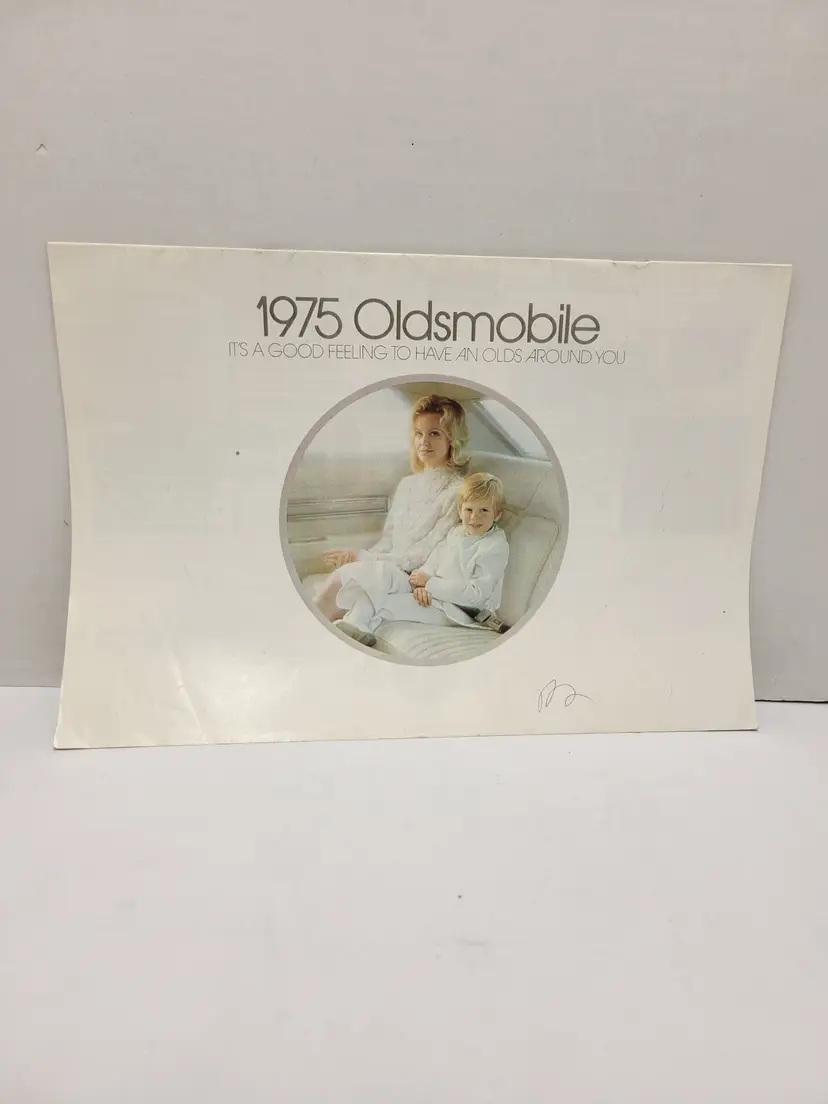 1975 Oldsmobile
IT'S A GOOD FEELING TO HAVE AN OLDS AROUND YOU